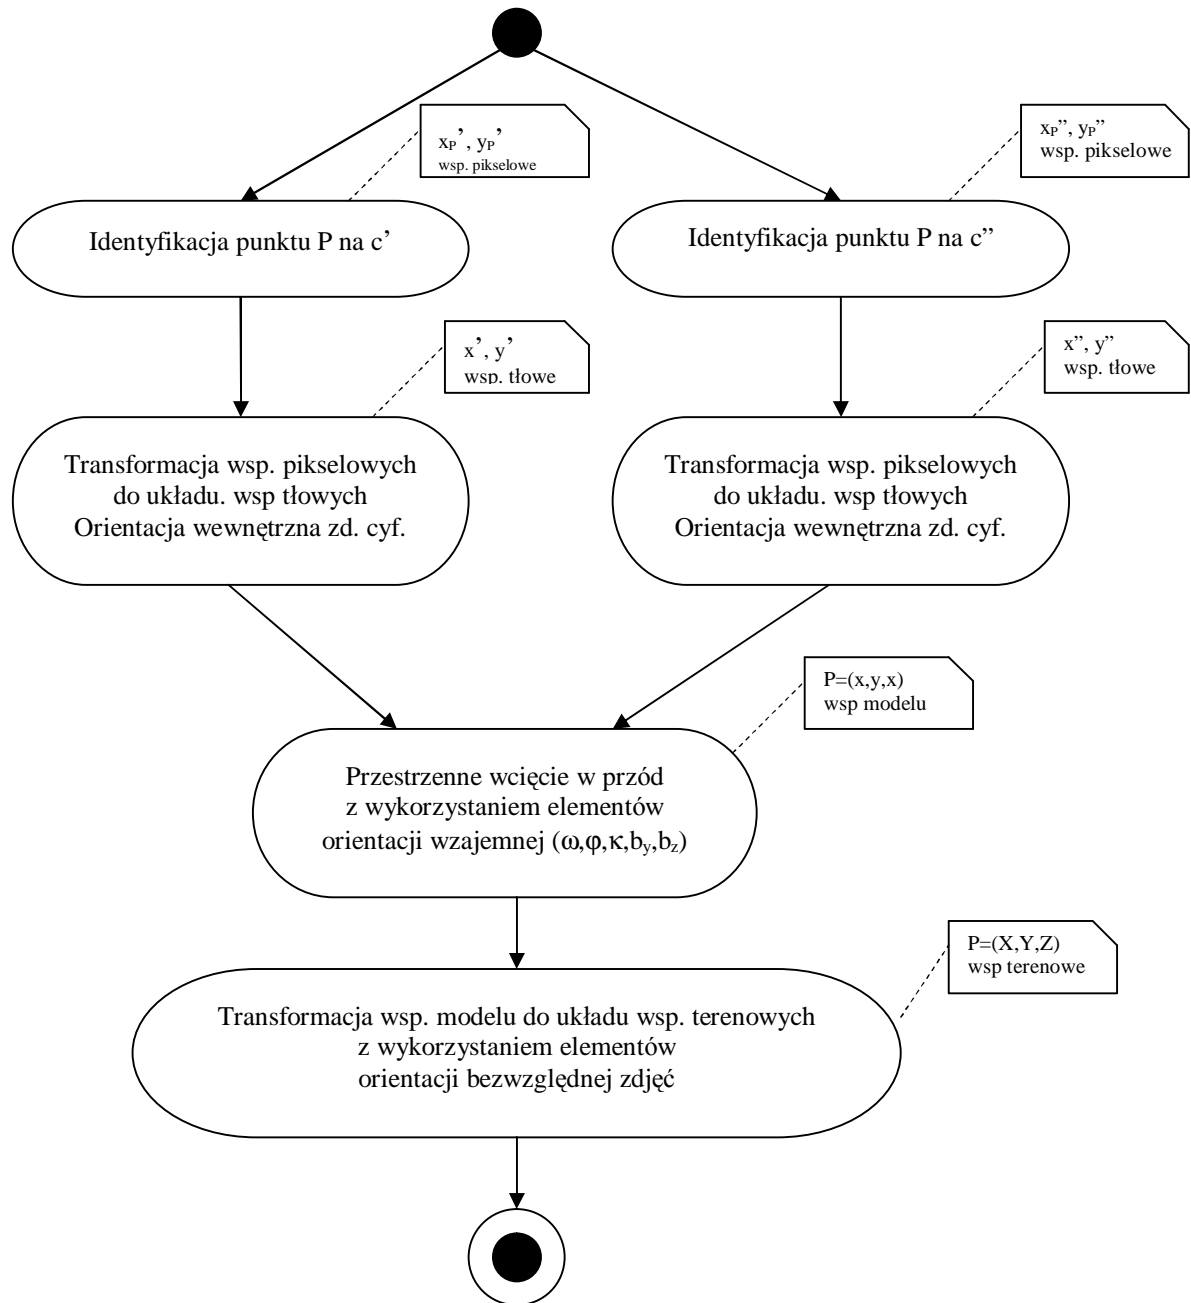 xP’, yP’
wsp. pikselowe
xP”, yP”
wsp. pikselowe
Identyfikacja punktu P na c’
Identyfikacja punktu P na c”
x’, y’
wsp. tłowe
x”, y”
wsp. tłowe
Transformacja wsp. pikselowych
do układu. wsp tłowych
Orientacja wewnętrzna zd. cyf.
Transformacja wsp. pikselowych
do układu. wsp tłowych
Orientacja wewnętrzna zd. cyf.
P=(x,y,x)
wsp modelu
Przestrzenne wcięcie w przód
z wykorzystaniem elementów
orientacji wzajemnej (ω,φ,κ,by,bz)
P=(X,Y,Z)
wsp terenowe
Transformacja wsp. modelu do układu wsp. terenowych
z wykorzystaniem elementów
orientacji bezwzględnej zdjęć